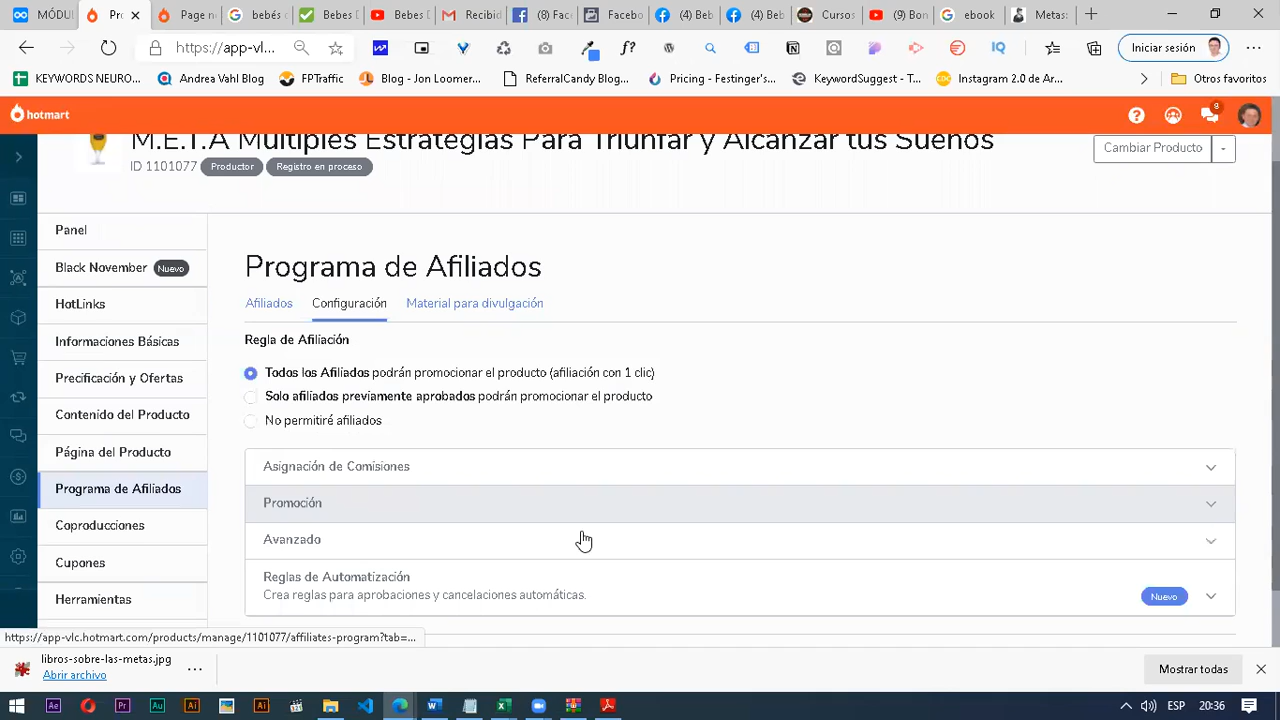 MÓDU
Pr
Page n
bebés c
Bebes D
Bebes D
Recibid
(3) Fac
Facebo
(4) Beb
(4) Beb
Cursos
(9) Bor
ebook
Metas
https://app-vl...
Iniciar sesión
KEYWORDS NEURO...
Andrea Vahl Blog
FPTraffic
Blog - Jon Loomer...
ReferralCandy Blog...
Pricing - Festinger's...
KeywordSuggest - T...
Instagram 2.0 de Ar...
Otros favoritos
hotmart
8
M.E.T.A Múltiples Estrategias Para Triunfar y Alcanzar tus Sueños
ID 1101077 Productor Registro en proceso
Cambiar Producto
Panel
Black November Nuevo
HotLinks
Informaciones Básicas
Precificación y Ofertas
Contenido del Producto
Página del Producto
Programa de Afiliados
Coproducciones
Cupones
Herramientas
Programa de Afiliados
Afiliados Configuración Material para divulgación
Regla de Afiliación
Todos los Afiliados podrán promocionar el producto (afiliación con 1 clic)
Solo afiliados previamente aprobados podrán promocionar el producto
No permitiré afiliados
Asignación de Comisiones
Promoción
Avanzado
Reglas de Automatización
Crea reglas para aprobaciones y cancelaciones automáticas.
Nuevo
https://app-vlc.hotmart.com/products/manage/1101077/affiliates-program?tab=...
libros-sobre-las-metas.jpg
Abrir archivo
Mostrar todas
ESP 20:36